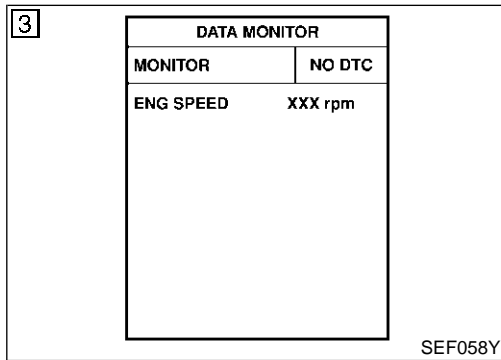 3
DATA MONITOR
MONITOR NO DTC
ENG SPEED XXX rpm
SEF058Y